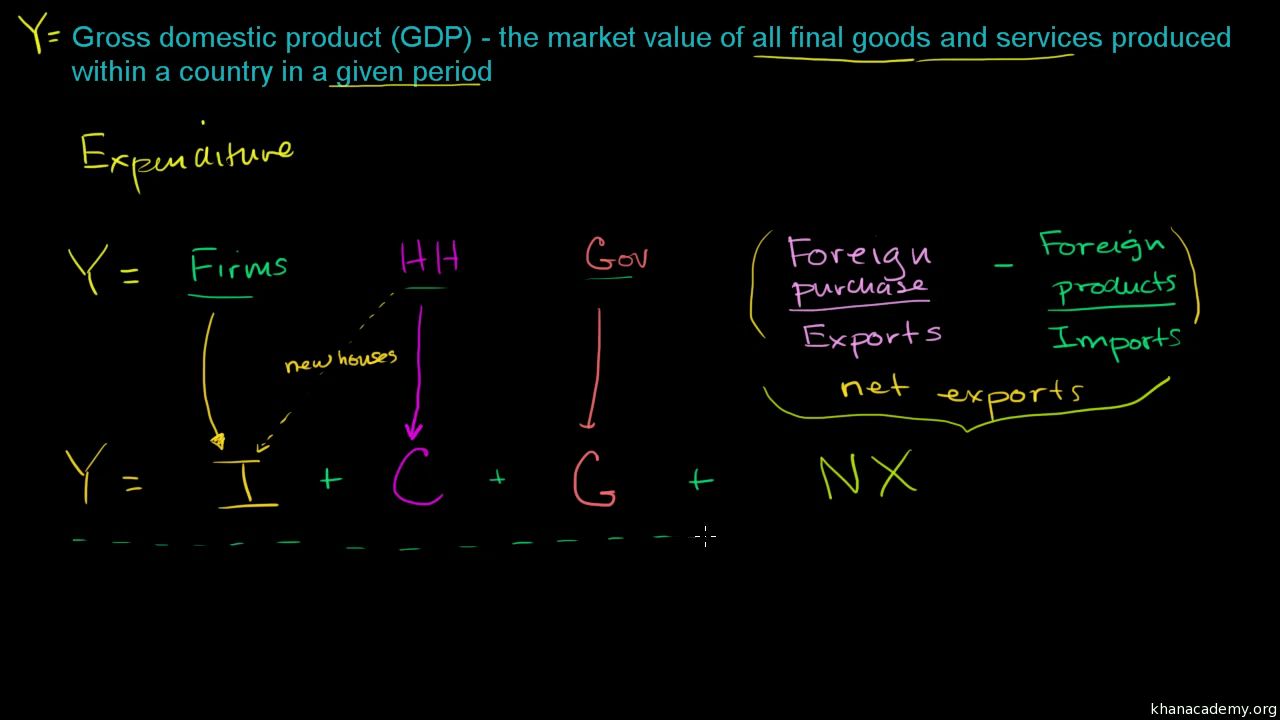 Y = Gross domestic product (GDP) - the market value of all final goods and services produced
within a country in a given period
Expenditure
Y = Firms HH Gov ( Foreign purchase Exports - Foreign products Imports )
new houses
net exports
Y = I + C + G + NX
khanacademy.org